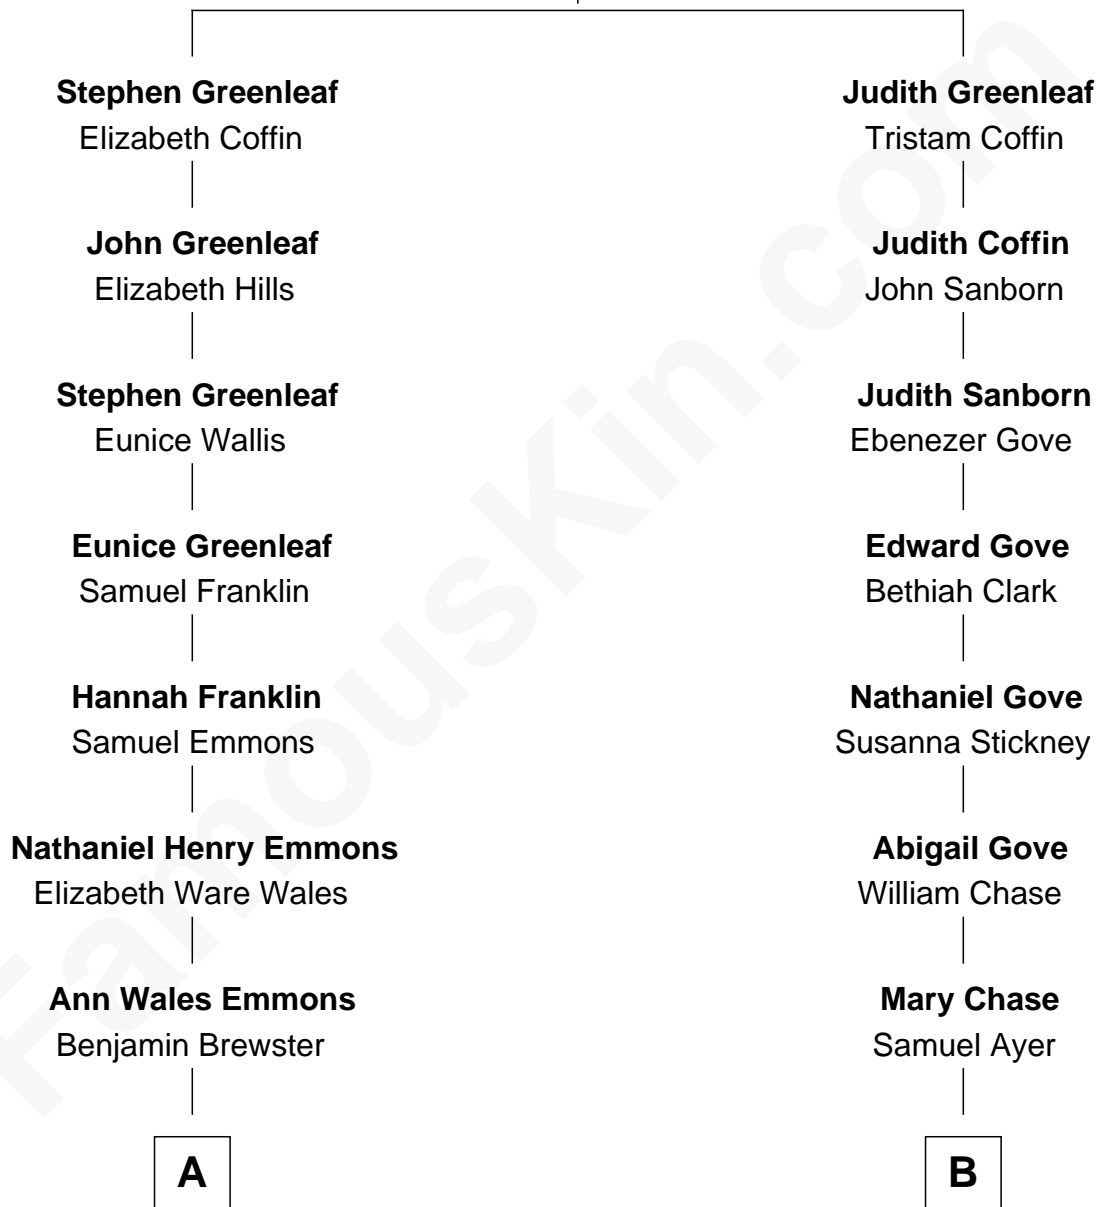 Stephen Greenleaf
Elizabeth Coffin
John Greenleaf
Elizabeth Hills
Stephen Greenleaf
Eunice Wallis
Eunice Greenleaf
Samuel Franklin
Hannah Franklin
Samuel Emmons
Nathaniel Henry Emmons
Elizabeth Ware Wales
Ann Wales Emmons
Benjamin Brewster
A
Judith Greenleaf
Tristam Coffin
Judith Coffin
John Sanborn
Judith Sanborn
Ebenezer Gove
Edward Gove
Bethiah Clark
Nathaniel Gove
Susanna Stickney
Abigail Gove
William Chase
Mary Chase
Samuel Ayer
B
FamousKin.com